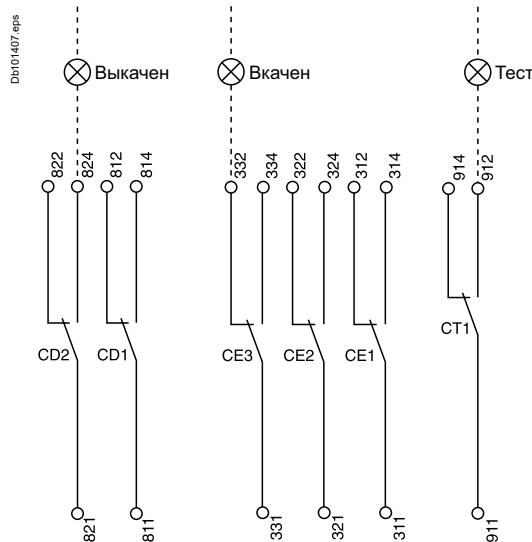 Db101407.eps
Выкачен
Вкачен
Тест
822
824
812
814
332
334
322
324
312
314
914
912
CD2
CD1
CE3
CE2
CE1
CT1
821
811
331
321
311
911